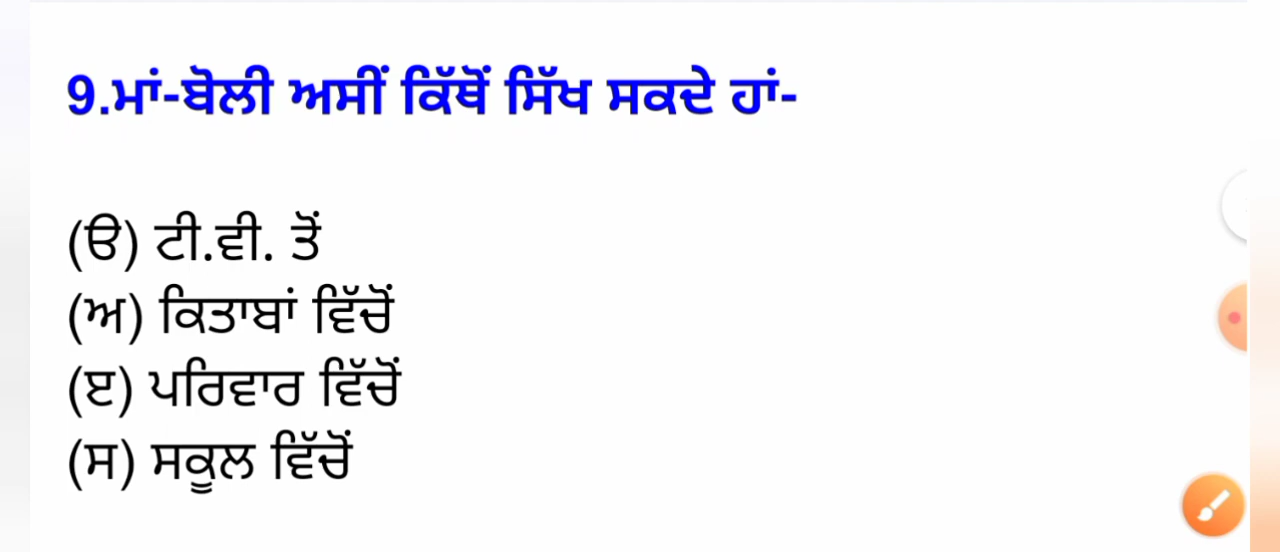 9.ਮਾਂ-ਬੋਲੀ ਅਸੀਂ ਕਿੱਥੋਂ ਸਿੱਖ ਸਕਦੇ ਹਾਂ-
(ੳ) ਟੀ.ਵੀ. ਤੋਂ
(ਅ) ਕਿਤਾਬਾਂ ਵਿੱਚੋਂ
(ੲ) ਪਰਿਵਾਰ ਵਿੱਚੋਂ
(ਸ) ਸਕੂਲ ਵਿੱਚੋਂ